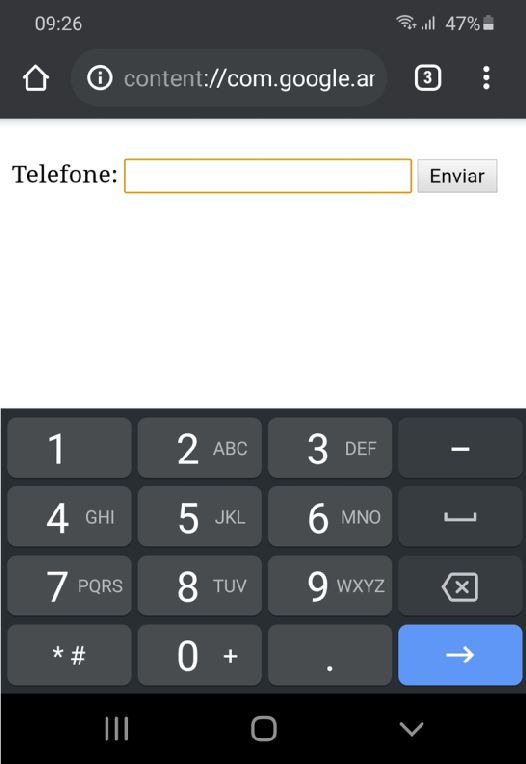 09:26 47%
content://com.google.ar 3
Telefone: Enviar
1 2 ABC 3 DEF -
4 GHI 5 JKL 6 MNO
7 PQRS 8 TUV 9 WXYZ
* # 0 + .